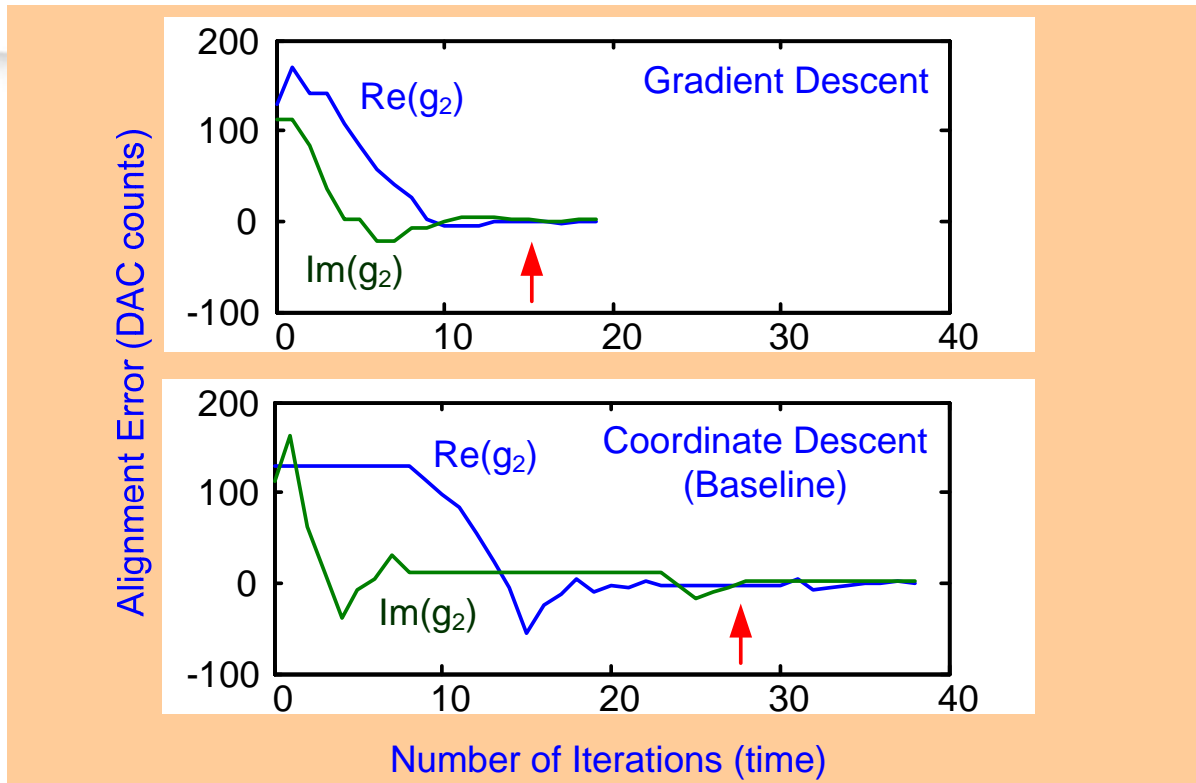 Alignment Error (DAC counts)
200
100
0
-100
Re(g₂)
Im(g₂)
Gradient Descent
0 10 20 30 40
200
100
0
-100
Re(g₂)
Im(g₂)
Coordinate Descent
(Baseline)
0 10 20 30 40
Number of Iterations (time)